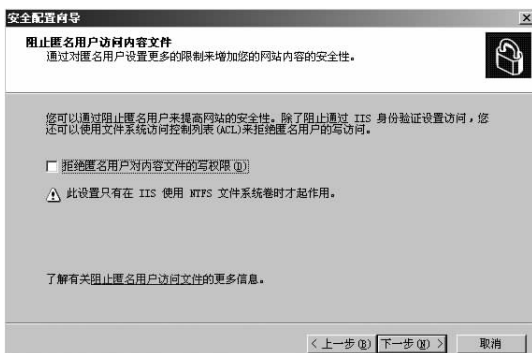 安全配置向导
阻止匿名用户访问内容文件
通过对匿名用户设置更多的限制来增加您的网站内容的安全性。
您可以通过阻止匿名用户来提高网站的安全性。除了阻止通过 IIS 身份验证设置访问，您
还可以使用文件系统访问控制列表(ACL)来拒绝匿名用户的写访问。
拒绝匿名用户对内容文件的写权限(D)
此设置只有在 IIS 使用 NTFS 文件系统卷时才起作用。
了解有关阻止匿名用户访问文件的更多信息。
< 上一步(B) 下一步(N) > 取消